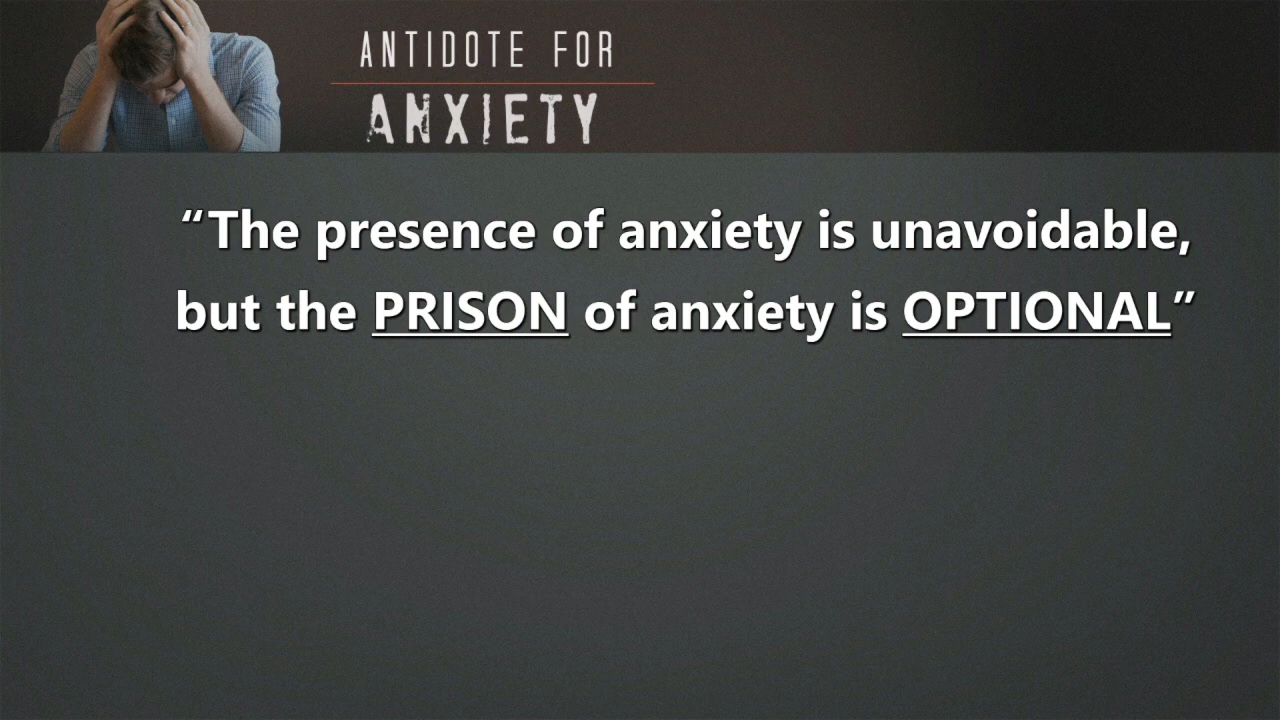 ANTIDOTE FOR
ANXIETY
“The presence of anxiety is unavoidable,
but the PRISON of anxiety is OPTIONAL”